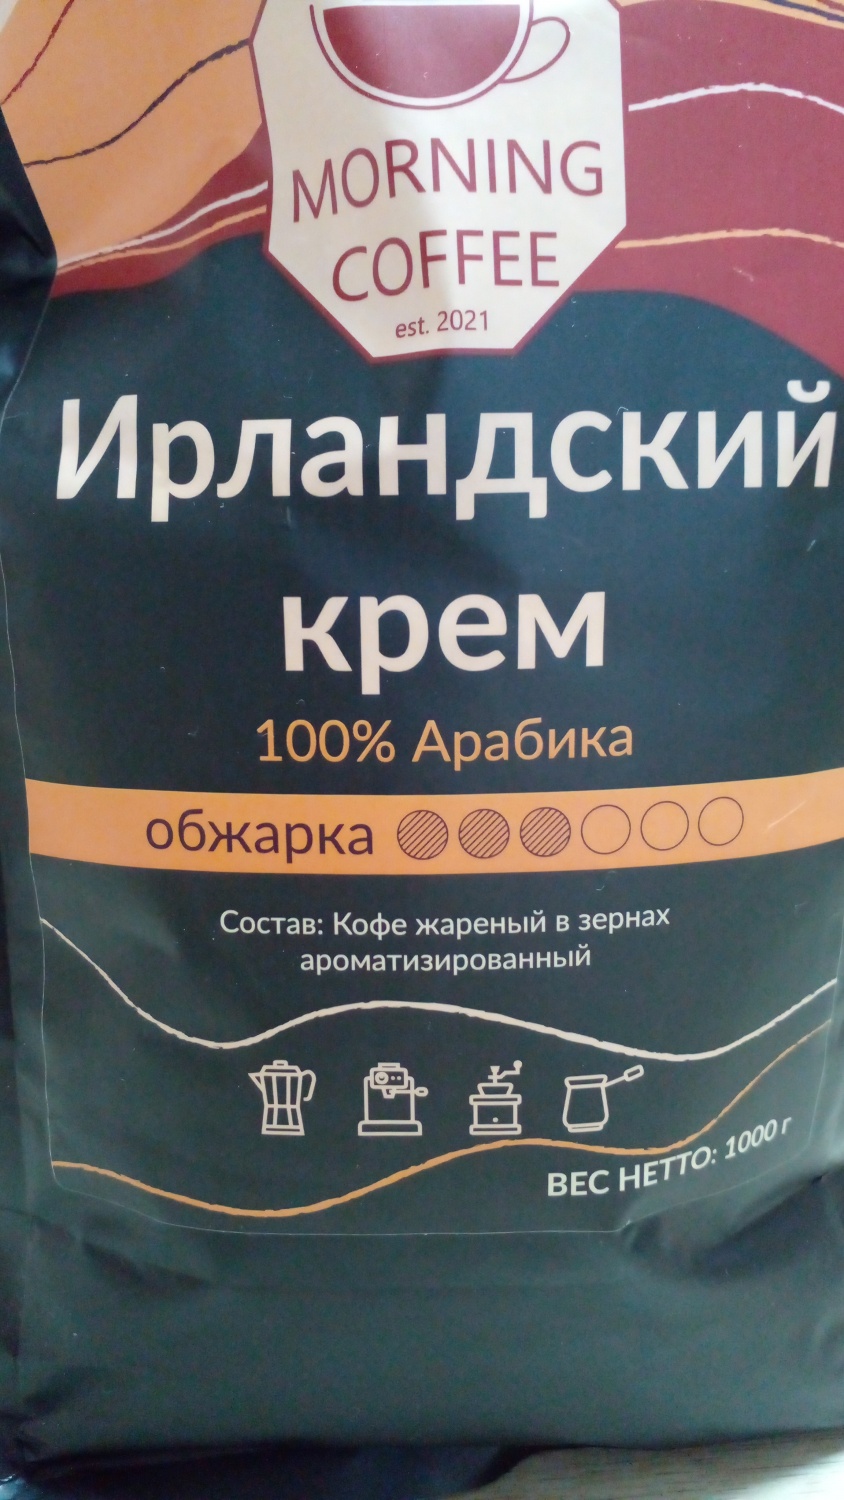 MORNING
COFFEE
est. 2021
Ирландский
крем
100% Арабика
обжарка
Состав: Кофе жареный в зернах
ароматизированный
ВЕС НЕТТО: 1000 г